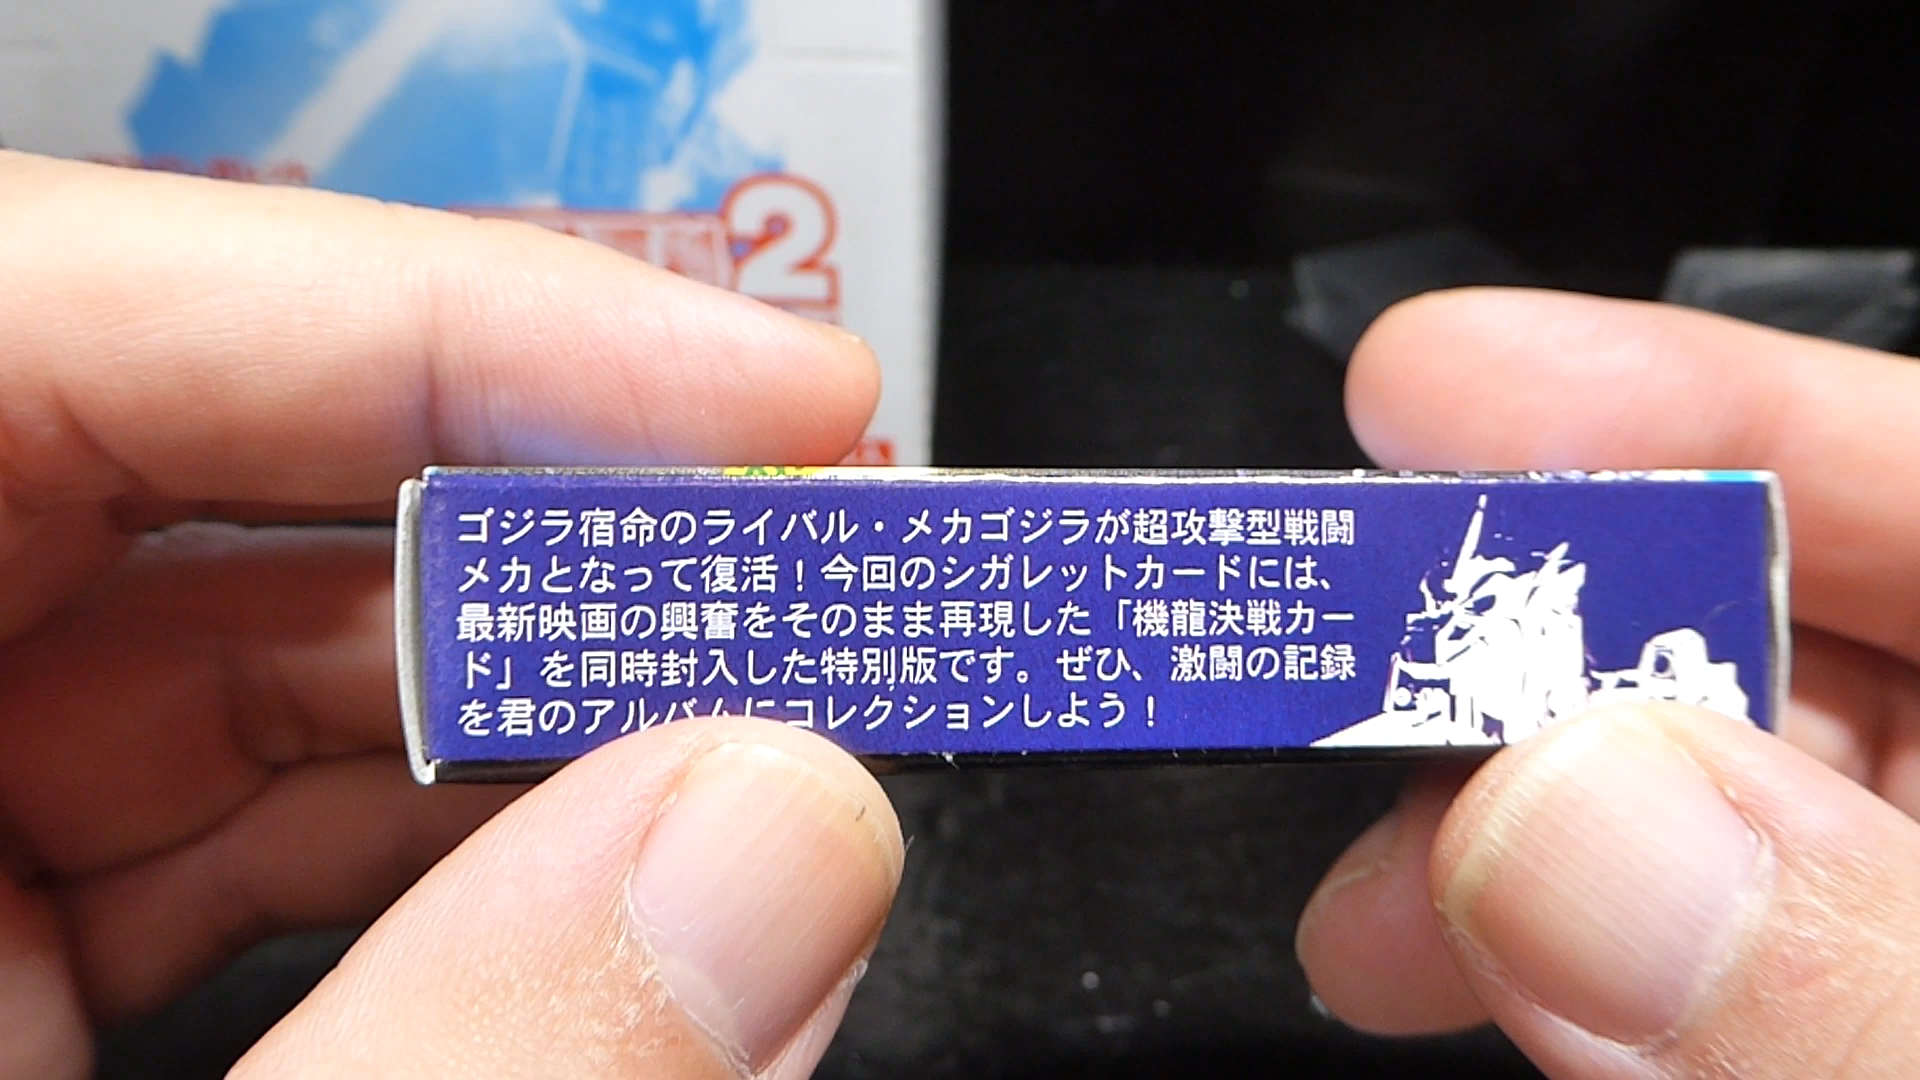 2
ゴジラ宿命のライバル・メカゴジラが超攻撃型戦闘
メカとなって復活！今回のシガレットカードには、
最新映画の興奮をそのまま再現した「機龍決戦カー
ド」を同時封入した特別版です。ぜひ、激闘の記録
を君のアルバムにコレクションしよう！